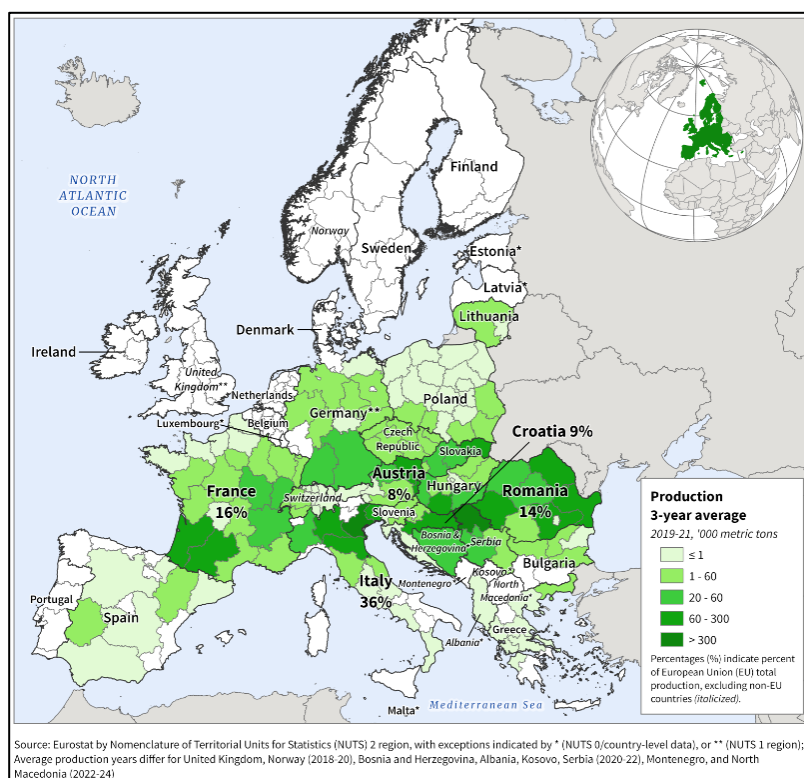 NORTH
ATLANTIC
OCEAN
Finland
Norway
Sweden
Estonia*
Latvia*
Lithuania
Denmark
Ireland
United
Kingdom**
Netherlands
Belgium
Luxembourg*
Germany**
Poland
Czech
Republic
Slovakia
Croatia 9%
Austria
8%
Hungary
France
16%
Switzerland
Slovenia
Romania
14%
Bosnia &
Herzegovina*
Serbia
Kosovo*
Bulgaria
Montenegro*
North
Macedonia*
Italy
36%
Portugal
Spain
Albania*
Greece
Malta*
Mediterranean Sea
Production
3-year average
2019-21, '000 metric tons
≤ 1
1 - 60
20 - 60
60 - 300
> 300
Percentages (%) indicate percent
of European Union (EU) total
production, excluding non-EU
countries (italicized).
Source: Eurostat by Nomenclature of Territorial Units for Statistics (NUTS) 2 region, with exceptions indicated by * (NUTS 0/country-level data), or ** (NUTS 1 region);
Average production years differ for United Kingdom, Norway (2018-20), Bosnia and Herzegovina, Albania, Kosovo, Serbia (2020-22), Montenegro, and North
Macedonia (2022-24)